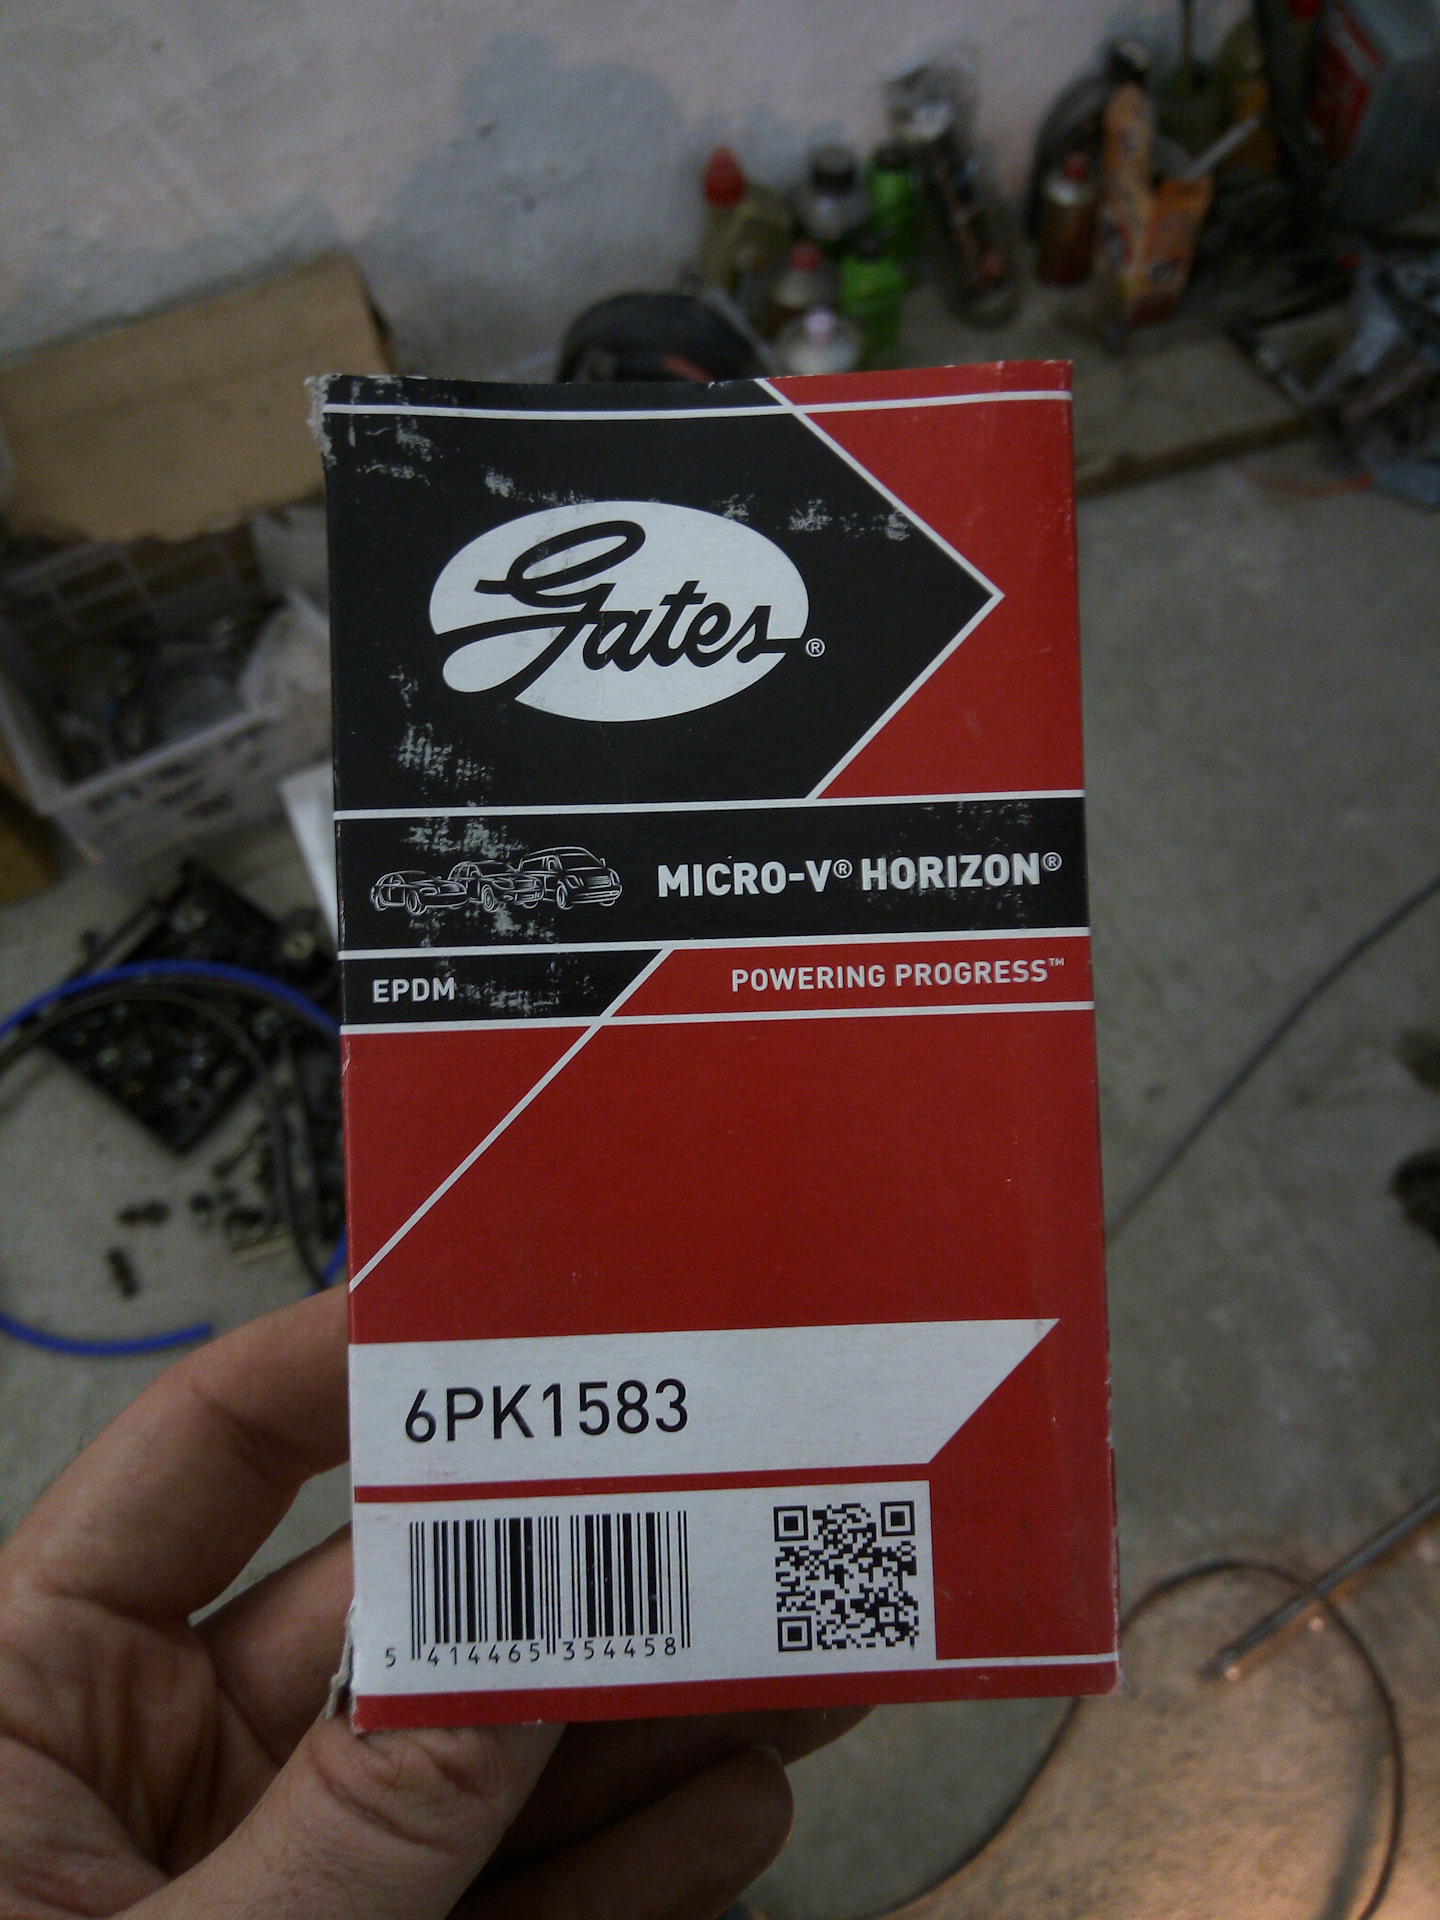 Gates®
MICRO-V® HORIZON®
EPDM
POWERING PROGRESS™
6PK1583
5 414465 354458